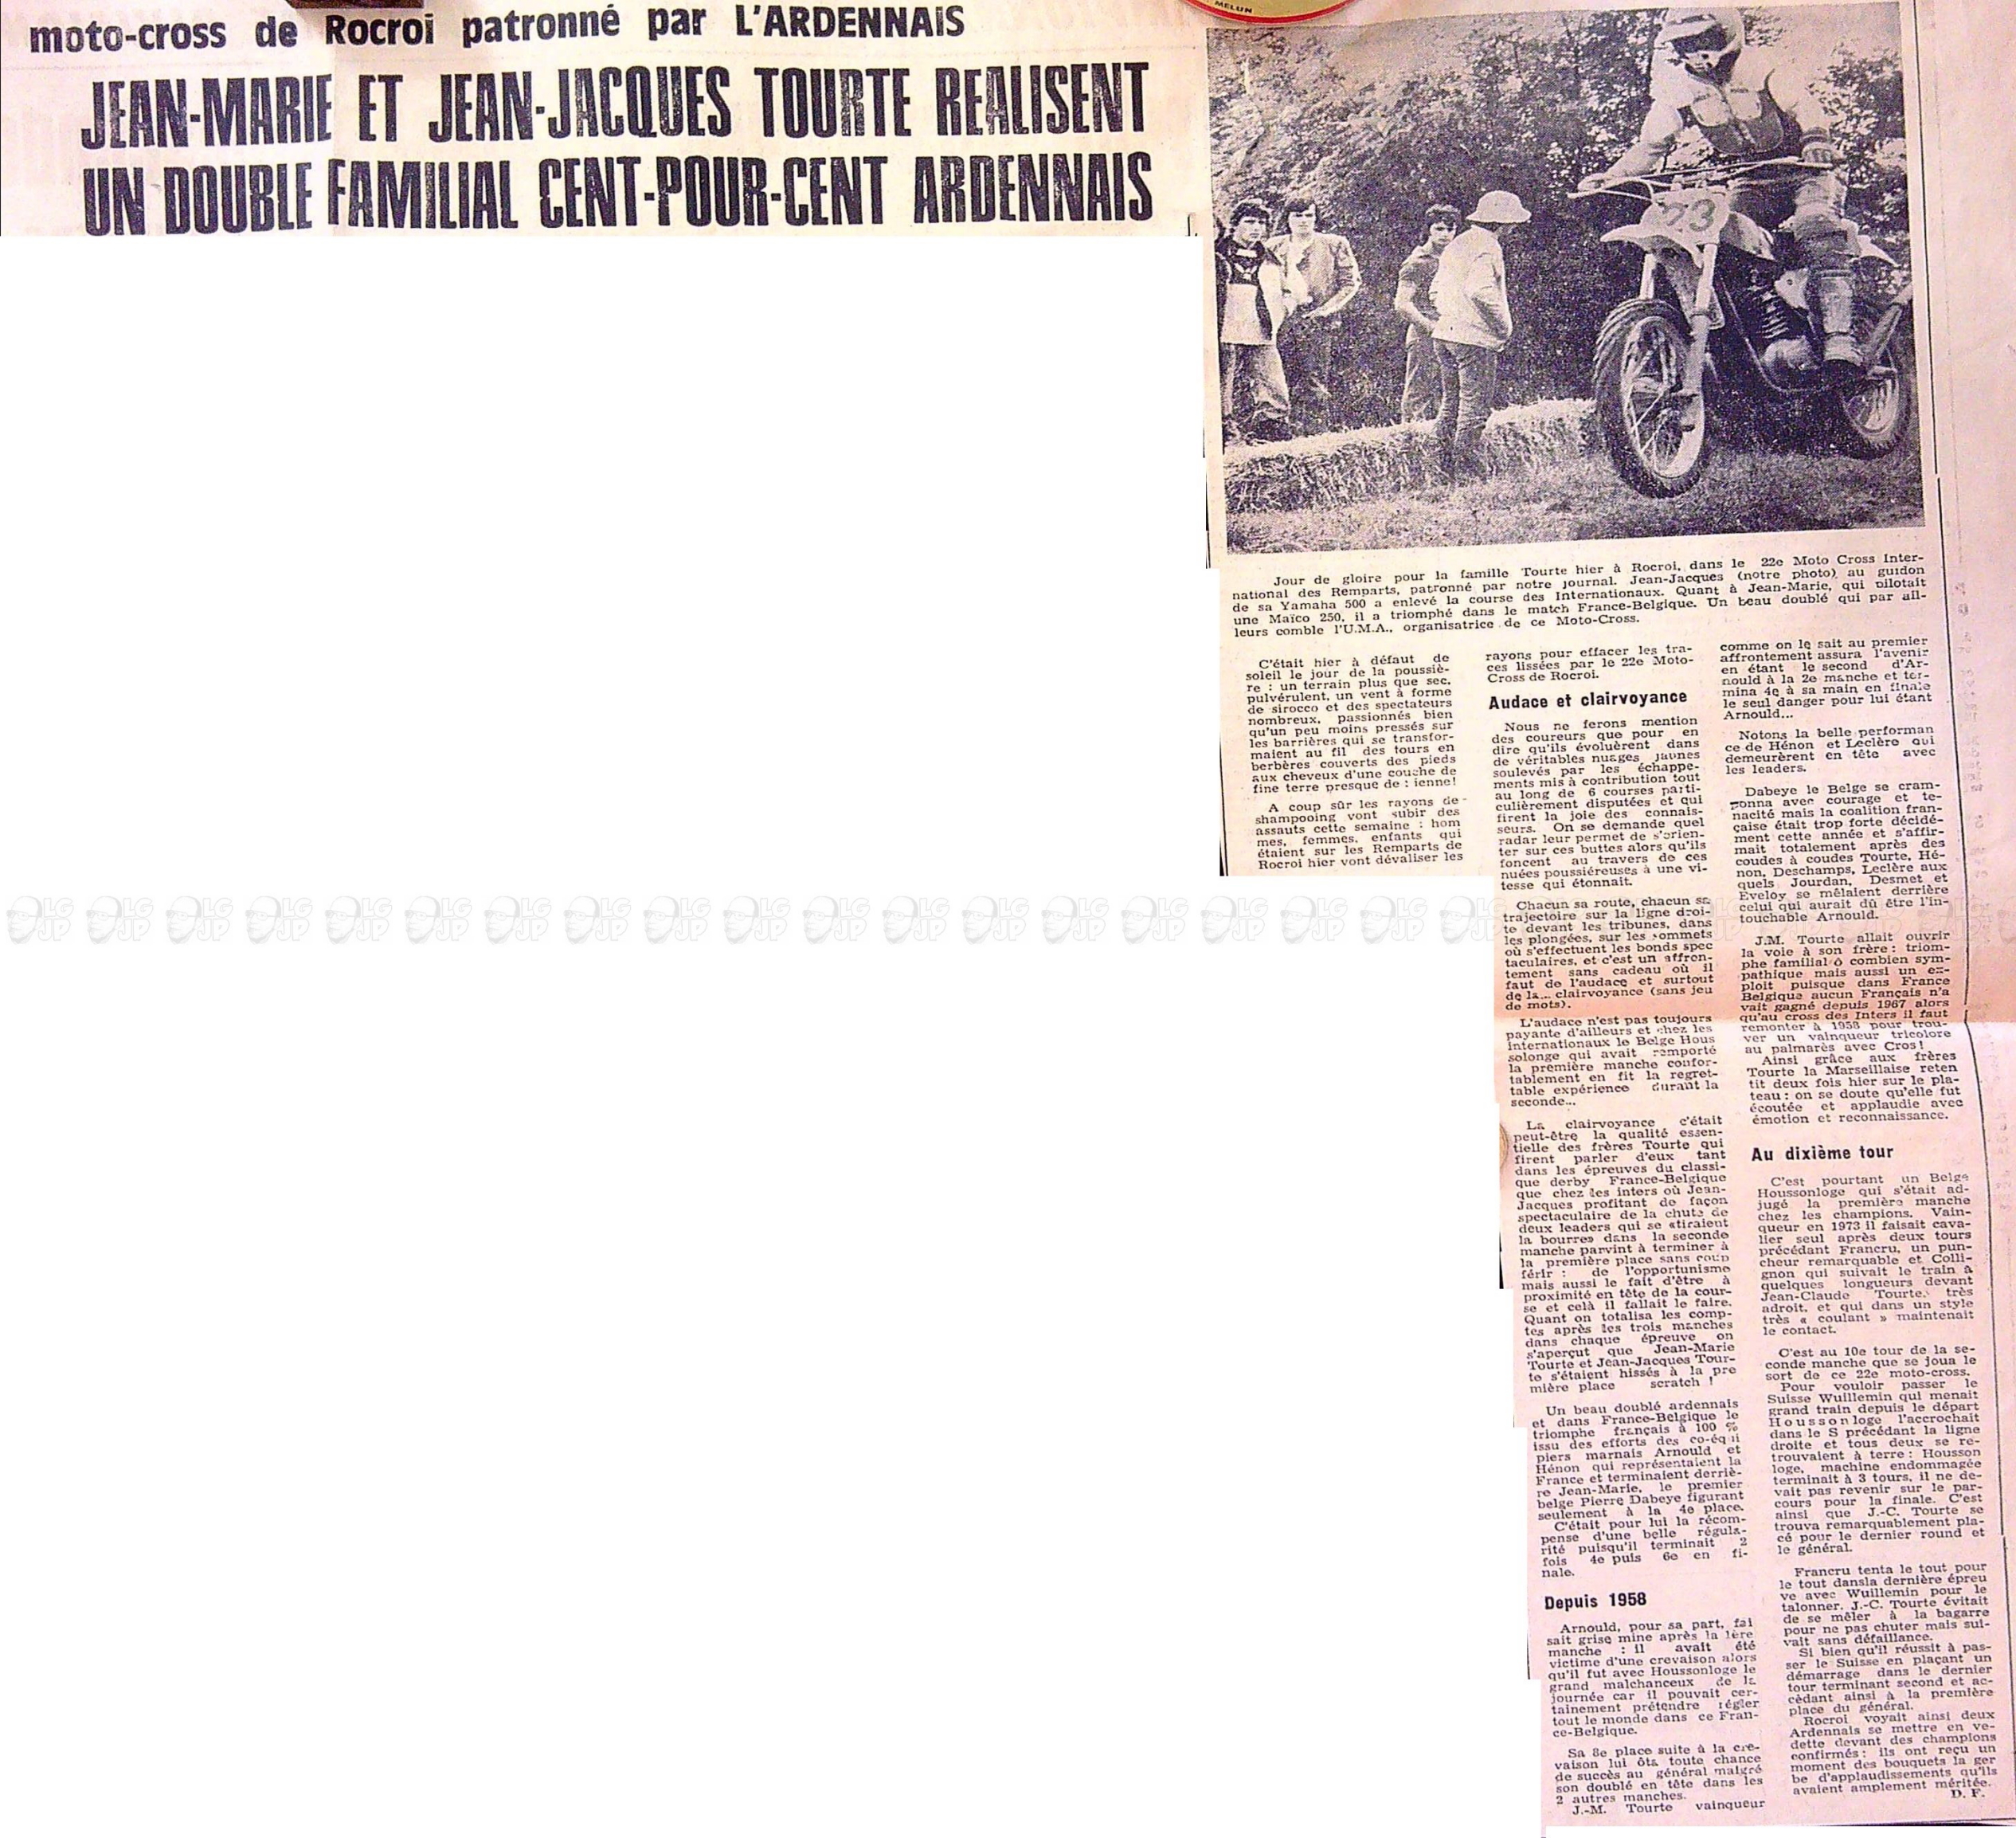 MELUN
moto-cross de Rocroi patronné par L'ARDENNAIS
JEAN-MARIE ET JEAN-JACQUES TOURTE REALISENT
UN DOUBLE FAMILIAL CENT-POUR-CENT ARDENNAIS
23
Jour de gloire pour la famille Tourte hier à Rocroi, dans le 22e Moto Cross Inter-
national des Remparts, patronné par notre journal. Jean-Jacques (notre photo) au guidon
de sa Yamaha 500 a enlevé la course des Internationaux. Quant à Jean-Marie, qui pilotait
une Maïco 250, il a triomphé dans le match France-Belgique. Un beau doublé qui par ail-
leurs comble l'U.M.A., organisatrice de ce Moto-Cross.
C'était hier à défaut de
soleil le jour de la poussiè-
re : un terrain plus que sec,
pulvérulent, un vent à forme
de sirocco et des spectateurs
nombreux, passionnés bien
qu'un peu moins pressés sur
les barrières qui se transfor-
maient au fil des tours en
berbères couverts des pieds
aux cheveux d'une couche de
fine terre presque de : ienne!
A coup sûr les rayons de
shampooing vont subir des
assauts cette semaine : hom
mes, femmes, enfants qui
étaient sur les Remparts de
Rocroi hier vont dévaliser les
rayons pour effacer les tra-
ces lissées par le 22e Moto-
Cross de Rocroi.
Audace et clairvoyance
Nous ne ferons mention
des coureurs que pour en
dire qu'ils évoluèrent dans
de véritables nuages jaunes
soulevés par les échappe-
ments mis à contribution tout
au long de 6 courses parti-
culièrement disputées et qui
firent la joie des connais-
seurs. On se demande quel
radar leur permet de s'orien-
ter sur ces buttes alors qu'ils
foncent au travers de ces
nuées poussiéreuses à une vi-
tesse qui étonnait.
Chacun sa route, chacun sa
trajectoire sur la ligne droi-
te devant les tribunes, dans
les plongées, sur les sommets
où s'effectuent les bonds spec
taculaires, et c'est un affron-
tement sans cadeau où il
faut de l'audace et surtout
de la... clairvoyance (sans jeu
de mots).
L'audace n'est pas toujours
payante d'ailleurs et chez les
internationaux le Belge Hous
solonge qui avait remporté
la première manche confor-
tablement en fit la regret-
table expérience durant la
seconde...
La clairvoyance c'était
peut-être la qualité essen-
tielle des frères Tourte qui
firent parler d'eux tant
dans les épreuves du classi-
que derby France-Belgique
que chez les inters où Jean-
Jacques profitant de façon
spectaculaire de la chute de
deux leaders qui se «tiraient
la bourre» dans la seconde
manche parvint à terminer à
la première place sans coup
férir : de l'opportunisme
mais aussi le fait d'être à
proximité en tête de la cour-
se et celà il fallait le faire.
Quant on totalisa les comp-
tes après les trois manches
dans chaque épreuve on
s'aperçut que Jean-Marie
Tourte et Jean-Jacques Tour-
te s'étaient hissés à la pre
mière place scratch !
Un beau doublé ardennais
et dans France-Belgique le
triomphe français à 100 %
issu des efforts des co-équi
piers marnais Arnould et
Hénon qui représentaient la
France et terminaient derriè-
re Jean-Marie, le premier
belge Pierre Dabeye figurant
seulement à la 4e place.
C'était pour lui la récom-
pense d'une belle régula-
rité puisqu'il terminait 2
fois 4e puis 6e en fi-
nale.
Depuis 1958
Arnould, pour sa part, fai
sait grise mine après la 1ère
manche : il avait été
victime d'une crevaison alors
qu'il fut avec Houssonloge le
grand malchanceux de la
journée car il pouvait cer-
tainement prétendre régler
tout le monde dans ce Fran-
ce-Belgique.
Sa 8e place suite à la cre-
vaison lui ôta toute chance
de succès au général malgré
son doublé en tête dans les
2 autres manches.
J.-M. Tourte vainqueur
comme on le sait au premier
affrontement assura l'avenir
en étant le second d'Ar-
nould à la 2e manche et ter-
mina 4e à sa main en finale
le seul danger pour lui étant
Arnould...
Notons la belle performan
ce de Hénon et Leclère qui
demeurèrent en tête avec
les leaders.
Dabeye le Belge se cram-
ponna avec courage et te-
nacité mais la coalition fran-
çaise était trop forte décidé-
ment cette année et s'affir-
mait totalement après des
coudes à coudes Tourte, Hé-
non, Deschamps, Leclère aux
quels Jourdan, Desmet et
Eveloy se mêlaient derrière
celui qui aurait dû être l'in-
touchable Arnould.
J.M. Tourte allait ouvrir
la voie à son frère : triom-
phe familial ô combien sym-
pathique mais aussi un ex-
ploit puisque dans France
Belgique aucun Français n'a
vait gagné depuis 1967 alors
qu'au cross des Inters il faut
remonter à 1958 pour trou-
ver un vainqueur tricolore
au palmarès avec Cros !
Ainsi grâce aux frères
Tourte la Marseillaise reten
tit deux fois hier sur le pla-
teau : on se doute qu'elle fut
écoutée et applaudie avec
émotion et reconnaissance.
Au dixième tour
C'est pourtant un Belge
Houssonloge qui s'était ad-
jugé la première manche
chez les champions. Vain-
queur en 1973 il faisait cava-
lier seul après deux tours
précédant Francru, un pun-
cheur remarquable et Colli-
gnon qui suivait le train à
quelques longueurs devant
Jean-Claude Tourte, très
adroit, et qui dans un style
très « coulant » maintenait
le contact.
C'est au 10e tour de la se-
conde manche que se joua le
sort de ce 22e moto-cross.
Pour vouloir passer le
Suisse Wuillemin qui menait
grand train depuis le départ
Houssonloge l'accrochait
dans le S précédant la ligne
droite et tous deux se re-
trouvaient à terre : Housson
loge, machine endommagée
terminait à 3 tours, il ne de-
vait pas revenir sur le par-
cours pour la finale. C'est
ainsi que J.-C. Tourte se
trouva remarquablement pla-
cé pour le dernier round et
le général.
Francru tenta le tout pour
le tout dansla dernière épreu
ve avec Wuillemin pour le
talonner. J.-C. Tourte évitait
de se mêler à la bagarre
pour ne pas chuter mais sui-
vait sans défaillance.
Si bien qu'il réussit à pas-
ser le Suisse en plaçant un
démarrage dans le dernier
tour terminant second et ac-
cédant ainsi à la première
place du général.
Rocroi voyait ainsi deux
Ardennais se mettre en ve-
dette devant des champions
confirmés : ils ont reçu un
moment des bouquets la ger
be d'applaudissements qu'ils
avaient amplement méritée.
D. F.